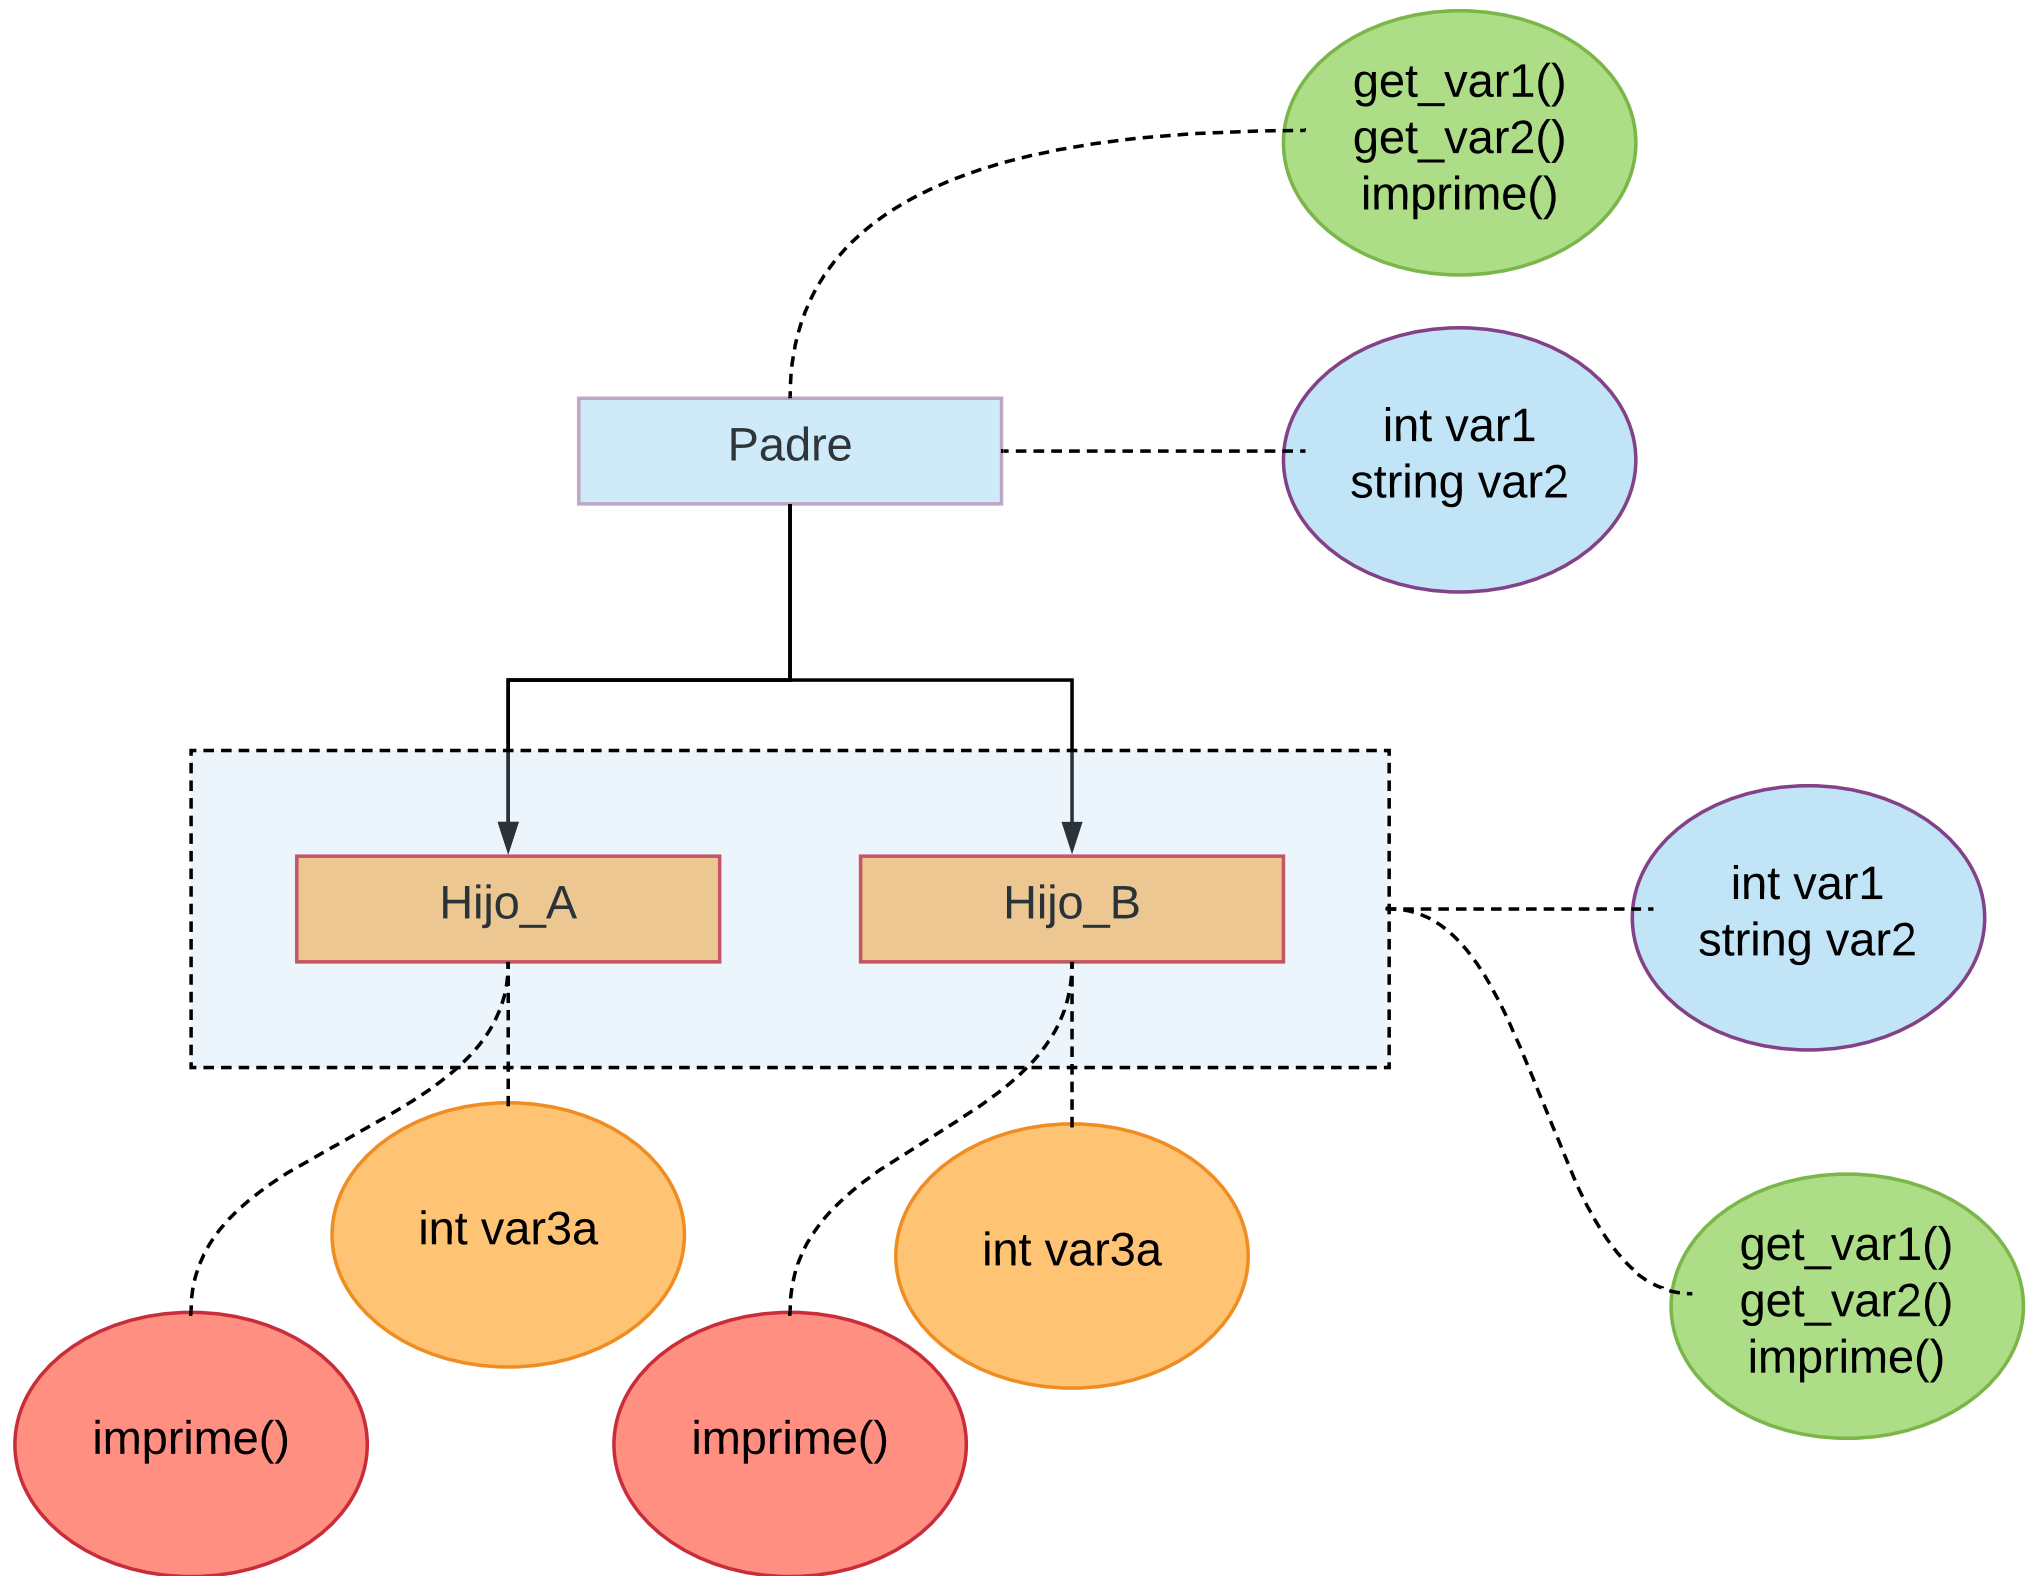 get_var1()
get_var2()
imprime()
Padre
int var1
string var2
Hijo_A
Hijo_B
int var1
string var2
int var3a
int var3a
get_var1()
get_var2()
imprime()
imprime()
imprime()